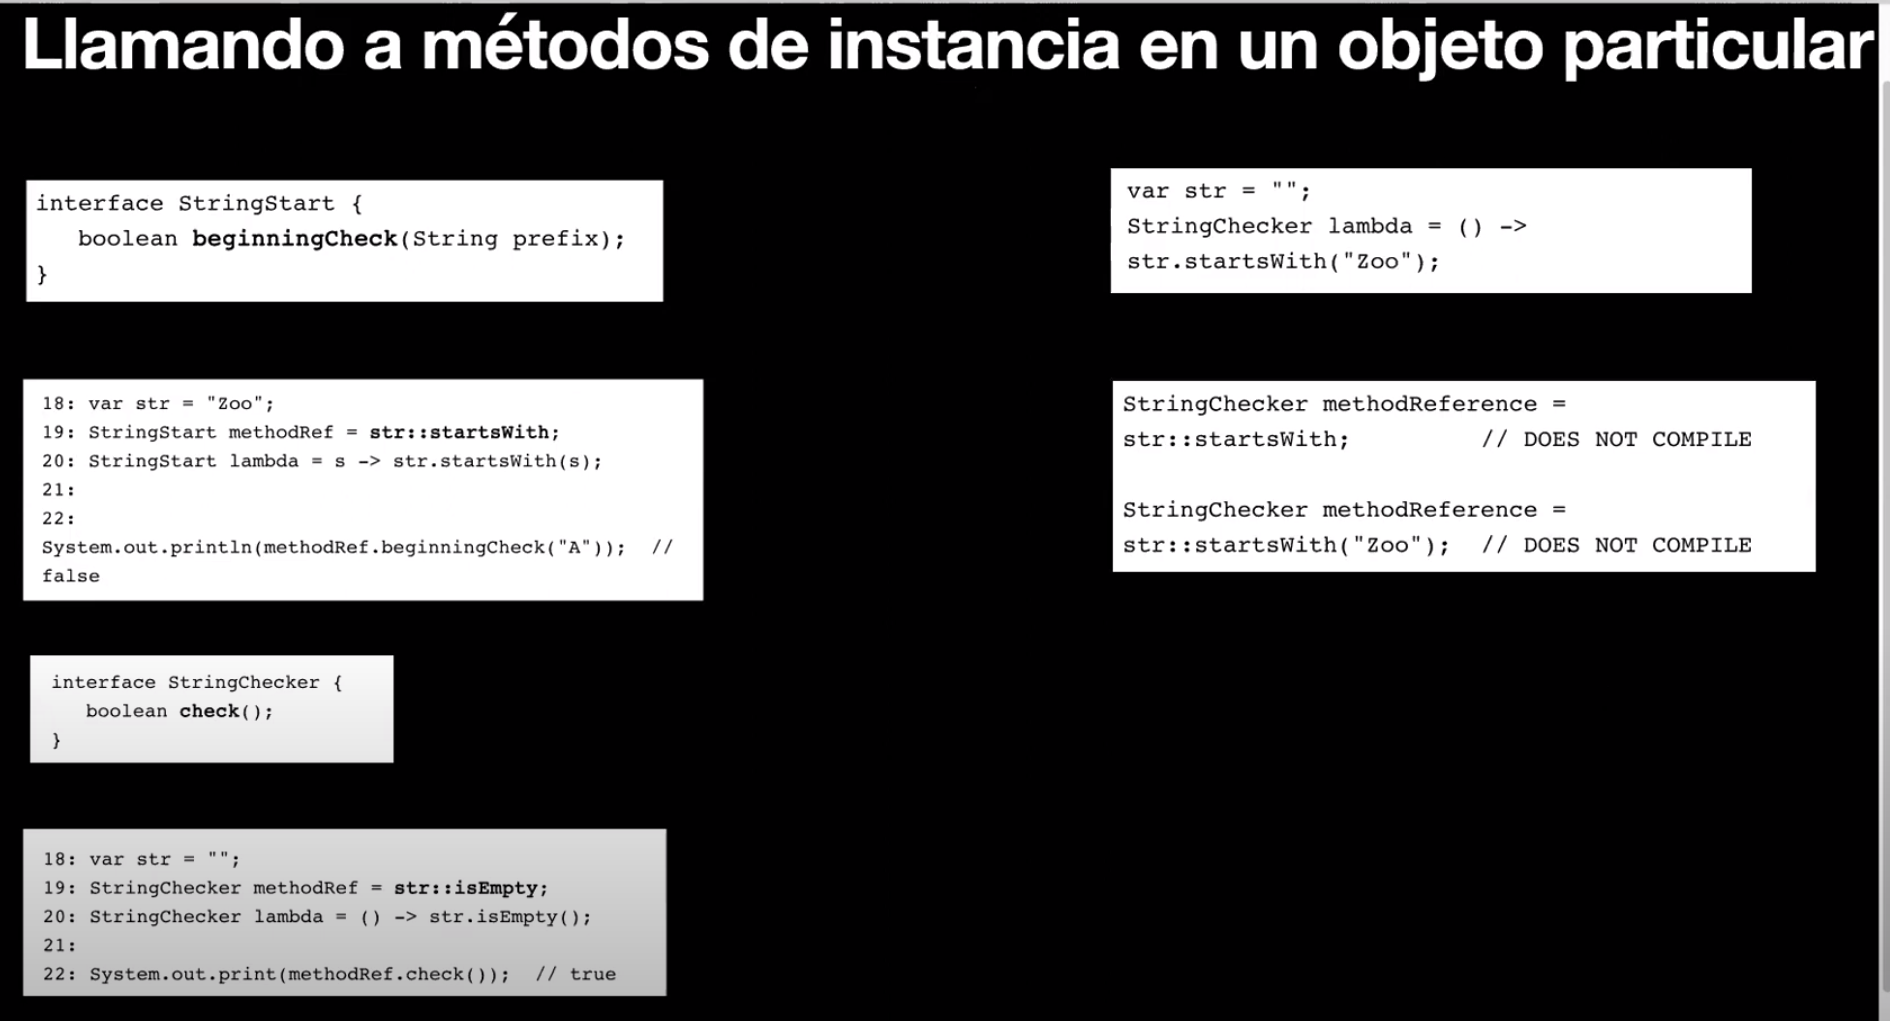 Llamando a métodos de instancia en un objeto particular
interface StringStart {
boolean beginningCheck(String prefix);
}
18: var str = "Zoo";
19: StringStart methodRef = str::startsWith;
20: StringStart lambda = s -> str.startsWith(s);
21:
22:
System.out.println(methodRef.beginningCheck("A")); //
false
interface StringChecker {
boolean check();
}
18: var str = "";
19: StringChecker methodRef = str::isEmpty;
20: StringChecker lambda = () -> str.isEmpty();
21:
22: System.out.print(methodRef.check()); // true
var str = "";
StringChecker lambda = () ->
str.startsWith("Zoo");
StringChecker methodReference =
str::startsWith; // DOES NOT COMPILE
StringChecker methodReference =
str::startsWith("Zoo"); // DOES NOT COMPILE